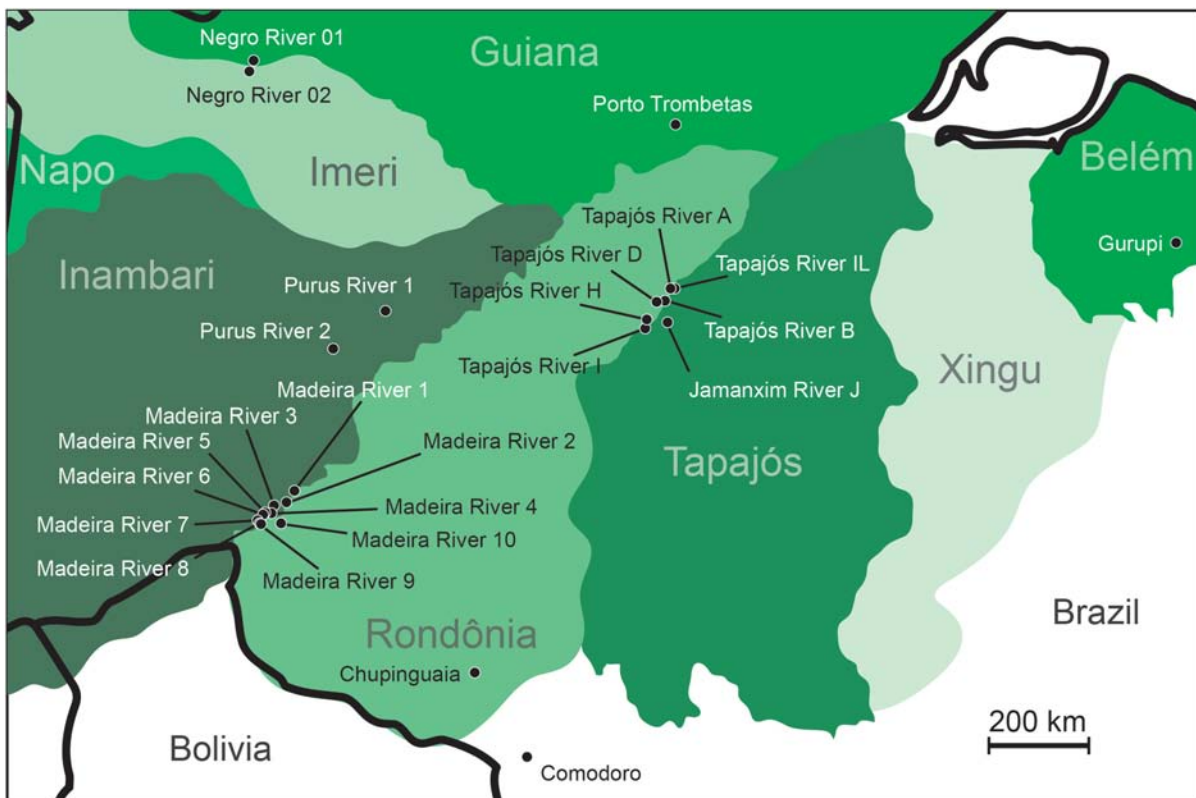 Negro River 01
Guiana
Negro River 02
Porto Trombetas
Napo
Imeri
Belém
Tapajós River A
Gurupi
Tapajós River D
Tapajós River IL
Inambari
Purus River 1
Tapajós River H
Purus River 2
Tapajós River B
Tapajós River I
Xingu
Madeira River 1
Jamanxim River J
Madeira River 3
Madeira River 5
Madeira River 2
Tapajós
Madeira River 6
Madeira River 4
Madeira River 7
Madeira River 10
Madeira River 8
Madeira River 9
Brazil
Rondônia
Chupinguaia
200 km
Bolivia
Comodoro